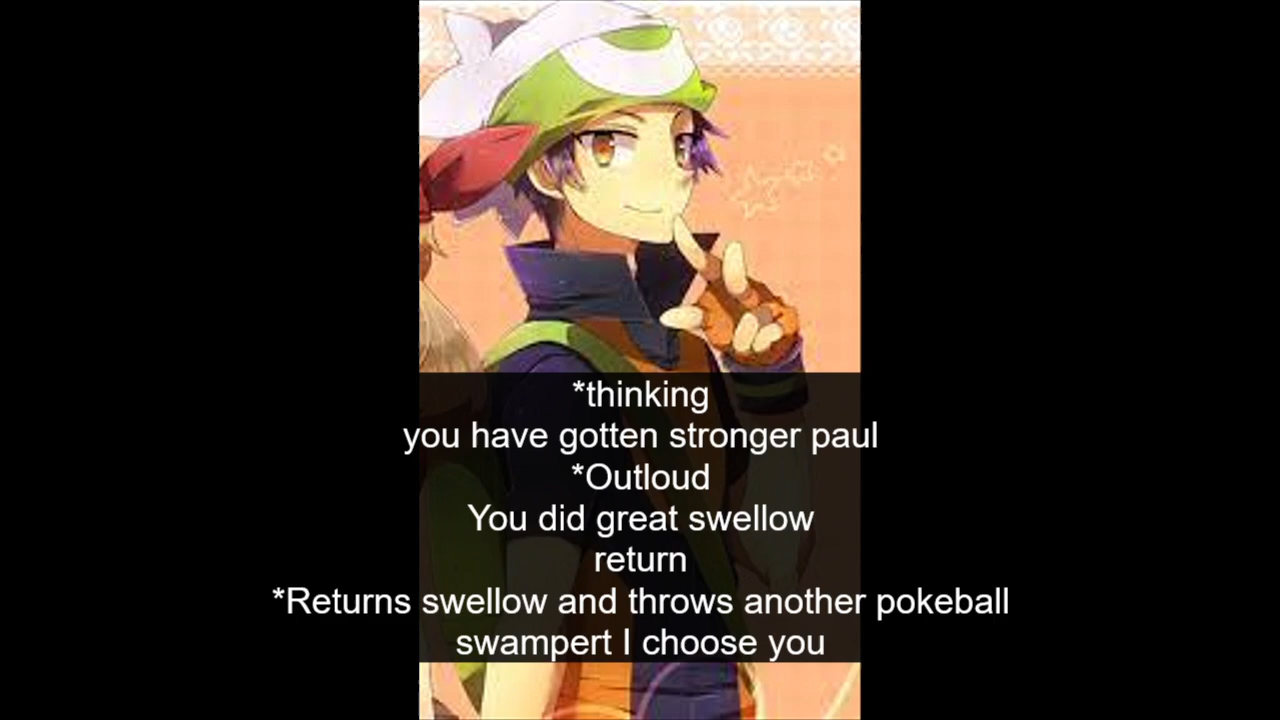 *thinking
you have gotten stronger paul
*Outloud
You did great swellow
return
*Returns swellow and throws another pokeball
swampert I choose you